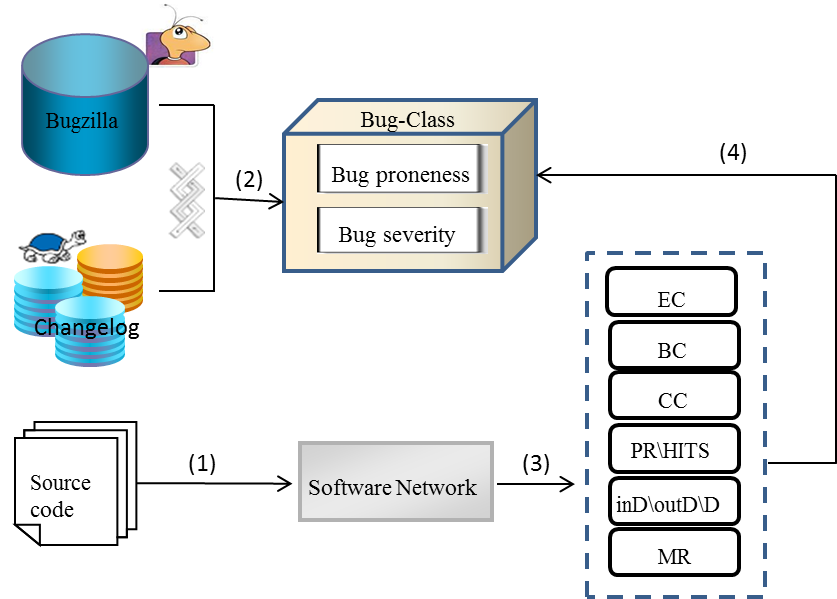 Bugzilla
Bug-Class
Bug proneness
Bug severity
(2)
(4)
Changelog
EC
BC
CC
PR\HITS
inD\outD\D
MR
Source
code
(1)
Software Network
(3)